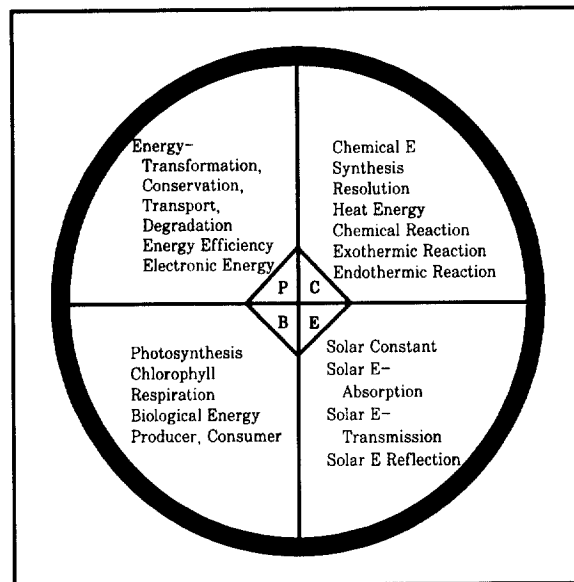 Energy-
Transformation,
Conservation,
Transport,
Degradation
Energy Efficiency
Electronic Energy
Chemical E
Synthesis
Resolution
Heat Energy
Chemical Reaction
Exothermic Reaction
Endothermic Reaction
P C
B E
Photosynthesis
Chlorophyll
Respiration
Biological Energy
Producer, Consumer
Solar Constant
Solar E-
Absorption
Solar E-
Transmission
Solar E Reflection